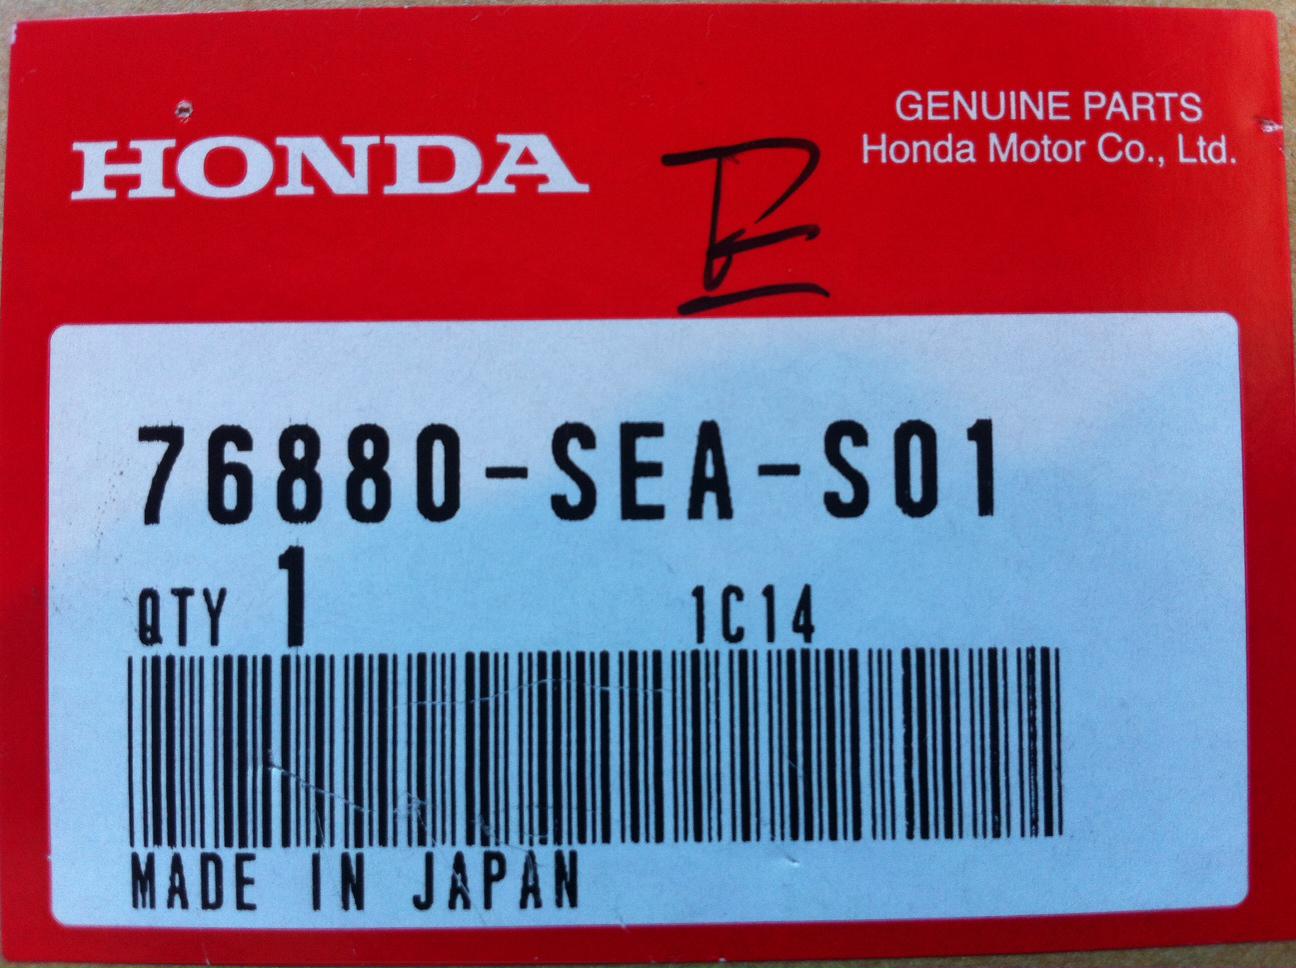 GENUINE PARTS
HONDA
Honda Motor Co., Ltd.
76880-SEA-S01
QTY 1
1C14
MADE IN JAPAN